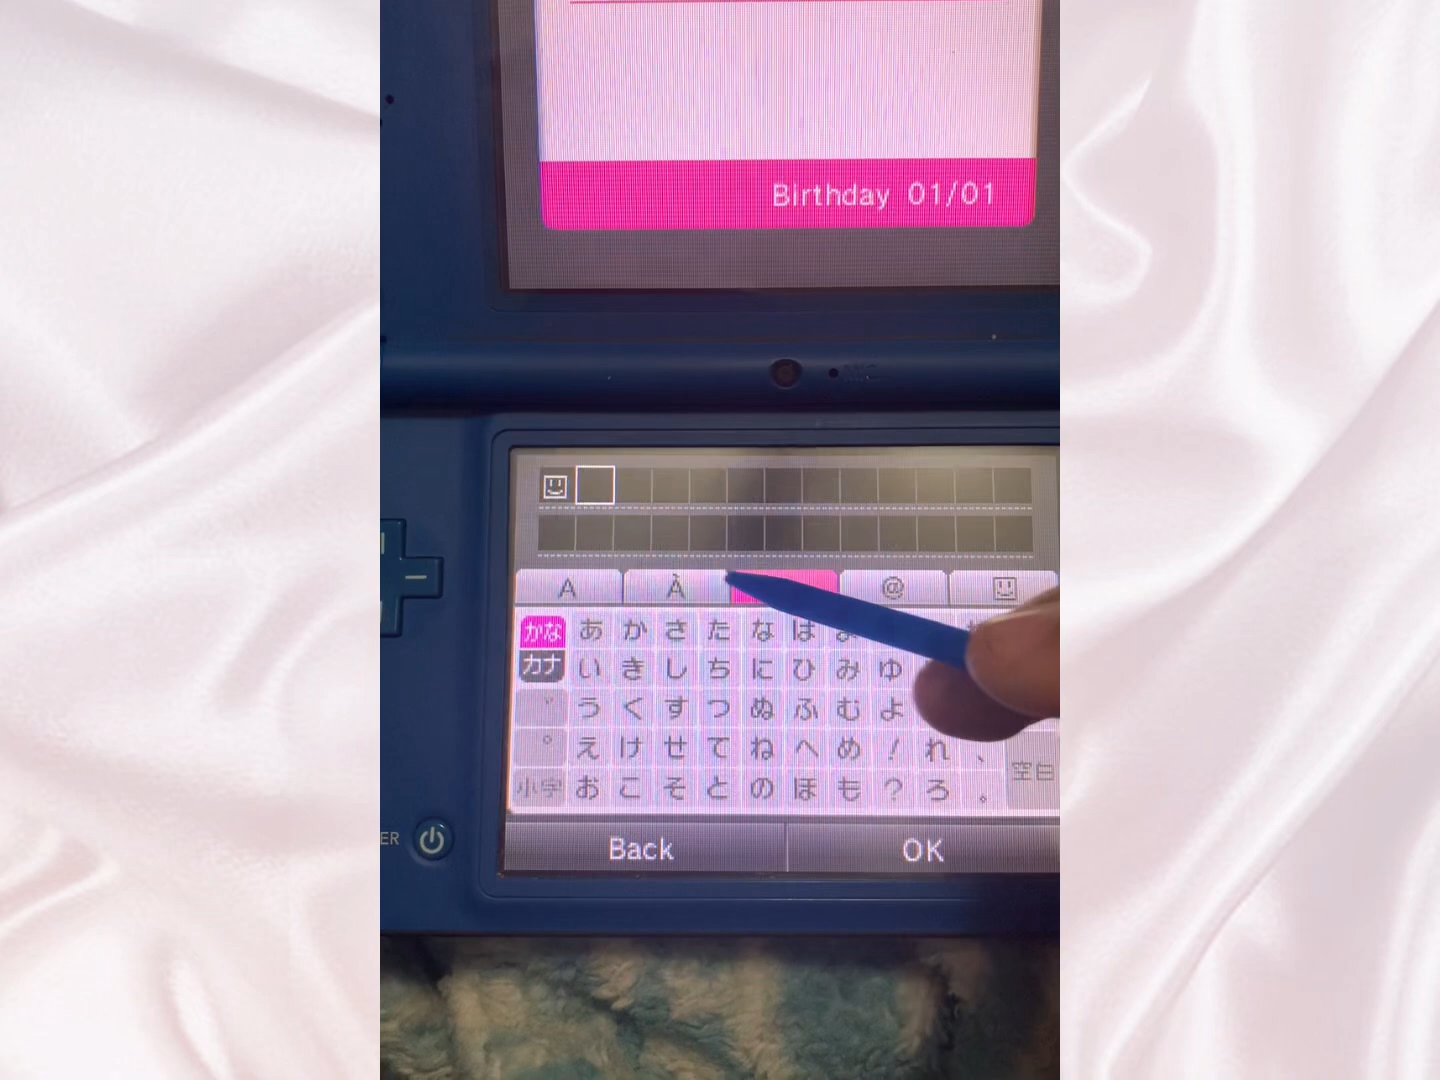 Birthday 01/01
A À @
かな あ か さ た な は
カナ い き し ち に ひ み ゆ
゛ う く す つ ぬ ふ む よ
゜ え け せ て ね へ め ! れ 、
小字 お こ そ と の ほ も ? ろ 。
空白
ER
Back OK